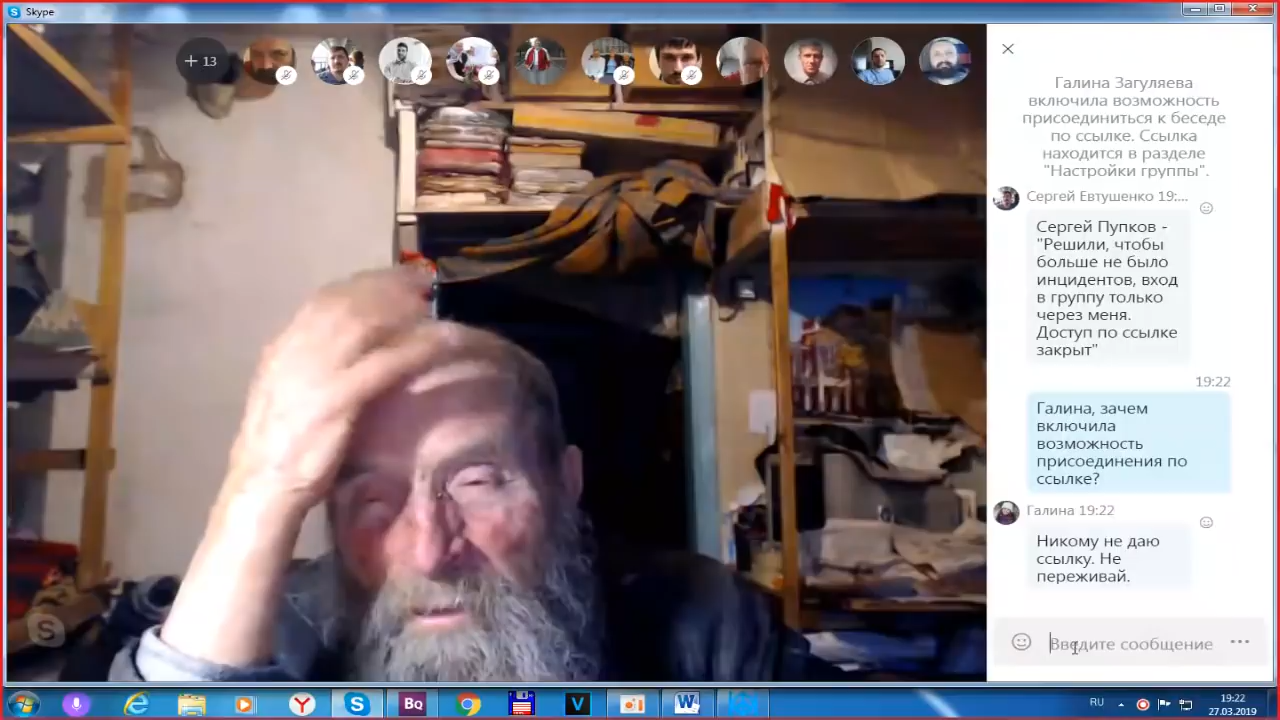 Skype
+ 13
Галина Загуляева
включила возможность
присоединиться к беседе
по ссылке. Ссылка
находится в разделе
"Настройки группы".
Сергей Евтушенко 19:...
Сергей Пупков -
"Решили, чтобы
больше не было
инцидентов, вход
в группу только
через меня.
Доступ по ссылке
закрыт"
19:22
Галина, зачем
включила
возможность
присоединения по
ссылке?
Галина 19:22
Никому не даю
ссылку. Не
переживай.
Введите сообщение
S
Bq
V
W
RU
19:22
27.03.2019